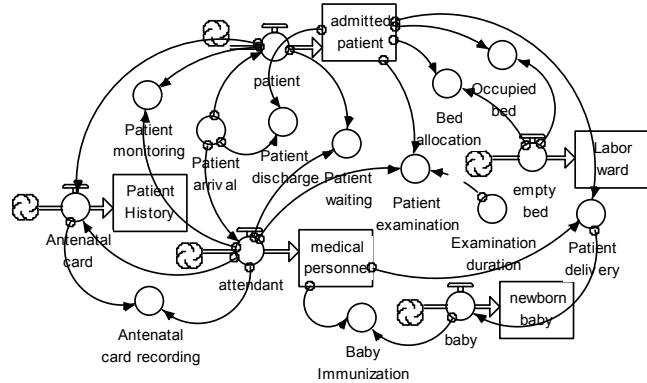 admitted
patient
patient
Occupied
bed
Bed
allocation
Patient
monitoring
Patient
arrival
Patient
discharge
Patient
waiting
Labor
ward
empty
bed
Patient
History
Patient
examination
Antenatal
card
Examination
duration
Patient
delivery
medical
personnel
attendant
newborn
baby
baby
Antenatal
card recording
Baby
Immunization